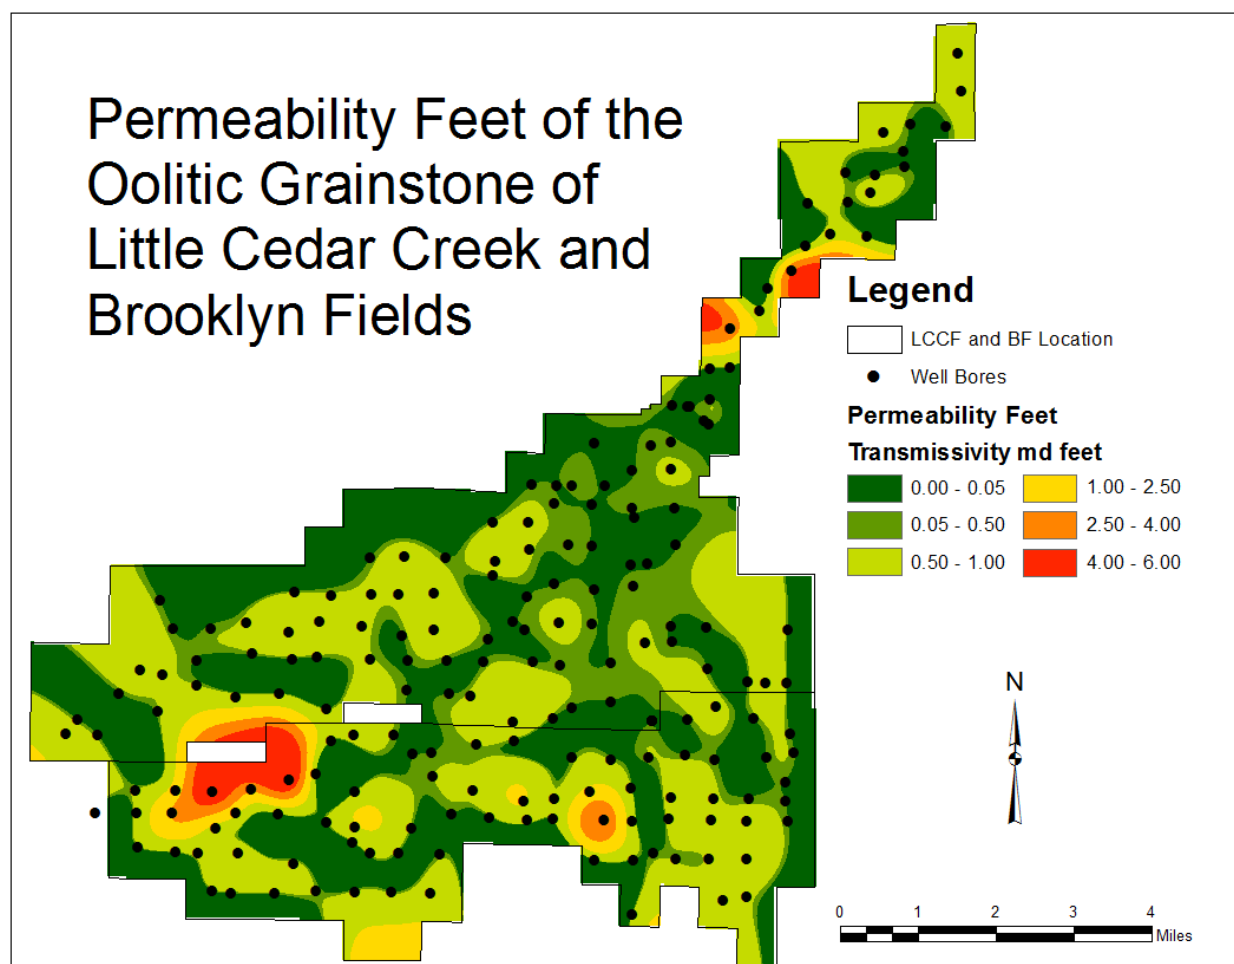 Permeability Feet of the
Oolitic Grainstone of
Little Cedar Creek and
Brooklyn Fields
Legend
LCCF and BF Location
Well Bores
Permeability Feet
Transmissivity md feet
0.00 - 0.05 1.00 - 2.50
0.05 - 0.50 2.50 - 4.00
0.50 - 1.00 4.00 - 6.00
N
0 1 2 3 4
Miles